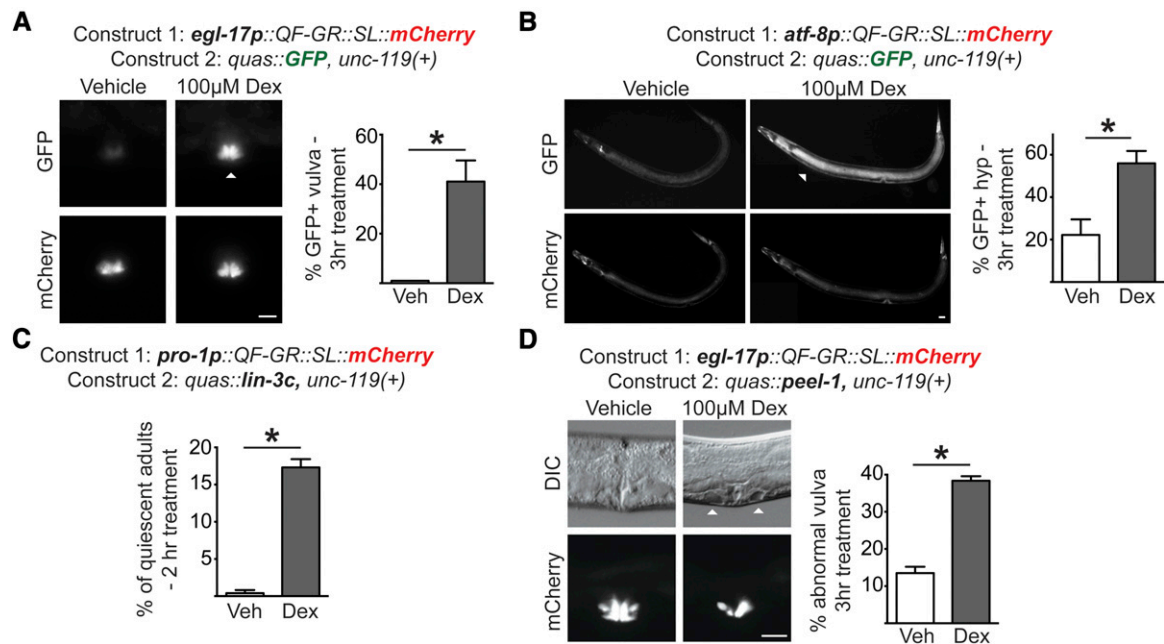 A
Construct 1: egl-17p::QF-GR::SL::mCherry
Construct 2: quas::GFP, unc-119(+)
Vehicle
100µM Dex
GFP
mCherry
% GFP+ vulva -
3hr treatment
60
40
20
0
*
Veh
Dex
B
Construct 1: atf-8p::QF-GR::SL::mCherry
Construct 2: quas::GFP, unc-119(+)
Vehicle
100µM Dex
GFP
mCherry
% GFP+ hyp -
3hr treatment
60
40
20
*
Veh
Dex
C
Construct 1: pro-1p::QF-GR::SL::mCherry
Construct 2: quas::lin-3c, unc-119(+)
% of quiescent adults
- 2 hr treatment
20
15
10
5
*
Veh
Dex
D
Construct 1: egl-17p::QF-GR::SL::mCherry
Construct 2: quas::peel-1, unc-119(+)
Vehicle
100µM Dex
DIC
mCherry
% abnormal vulva
3hr treatment
40
30
20
10
*
Veh
Dex